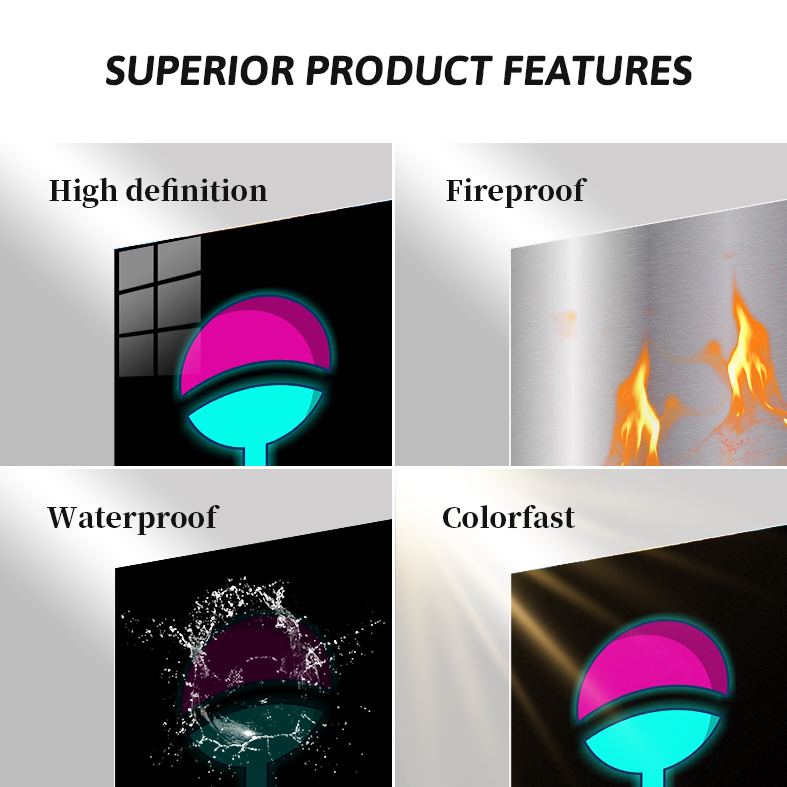 SUPERIOR PRODUCT FEATURES
High definition
Fireproof
Waterproof
Colorfast